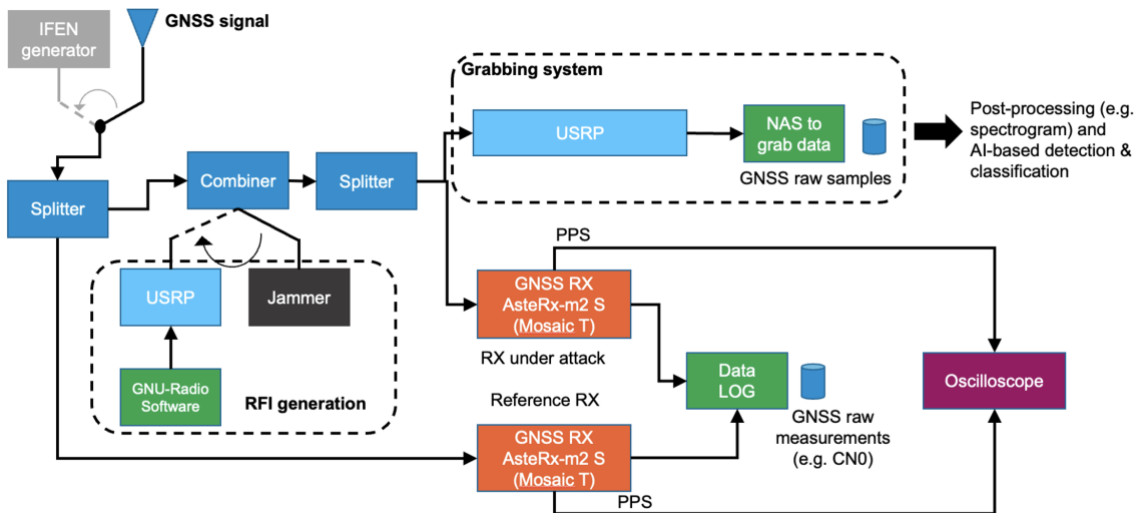 IFEN
generator
GNSS signal
Grabbing system
USRP
NAS to
grab data
GNSS raw samples
Post-processing (e.g.
spectrogram) and
AI-based detection &
classification
Splitter
Combiner
Splitter
USRP
Jammer
GNU-Radio
Software
RFI generation
PPS
GNSS RX
AsteRx-m2 S
(Mosaic T)
RX under attack
Reference RX
GNSS RX
AsteRx-m2 S
(Mosaic T)
PPS
Data
LOG
GNSS raw
measurements
(e.g. CN0)
Oscilloscope